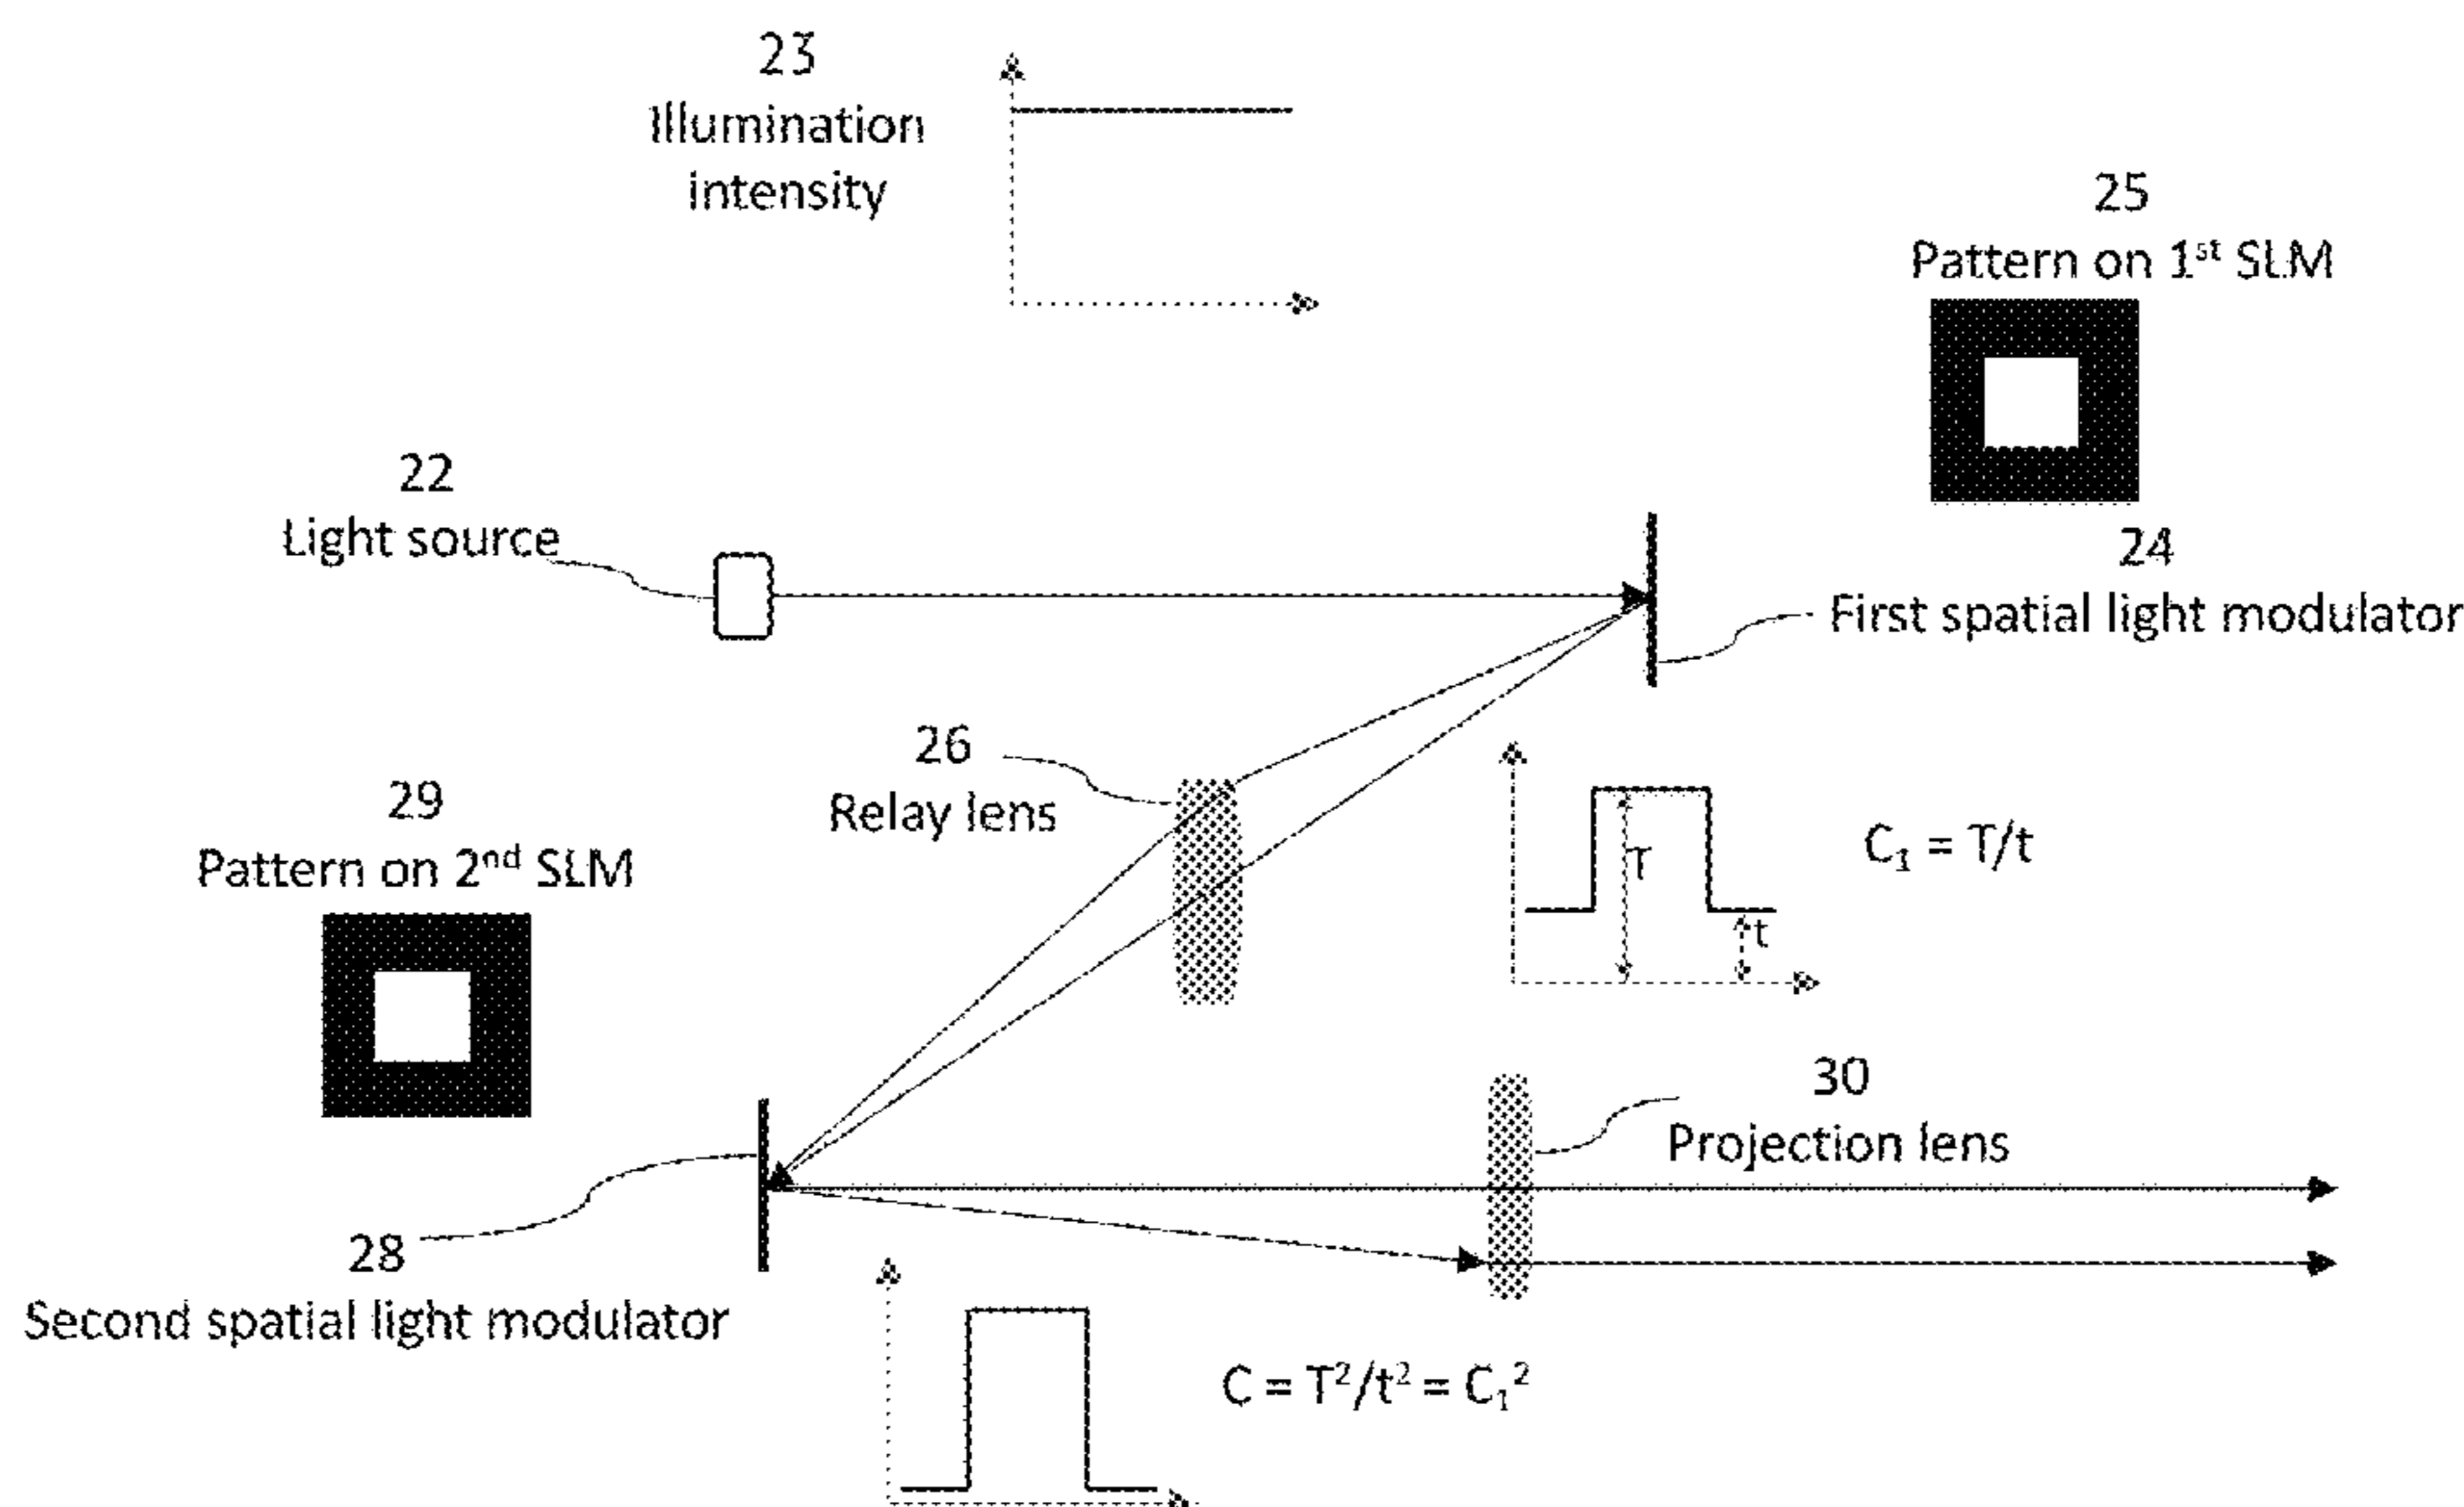 23
Illumination
intensity
25
Pattern on 1st SLM
22
Light source
24
First spatial light modulator
26
Relay lens
T
t
C₁ = T/t
29
Pattern on 2nd SLM
30
Projection lens
28
Second spatial light modulator
C = T²/t² = C₁²